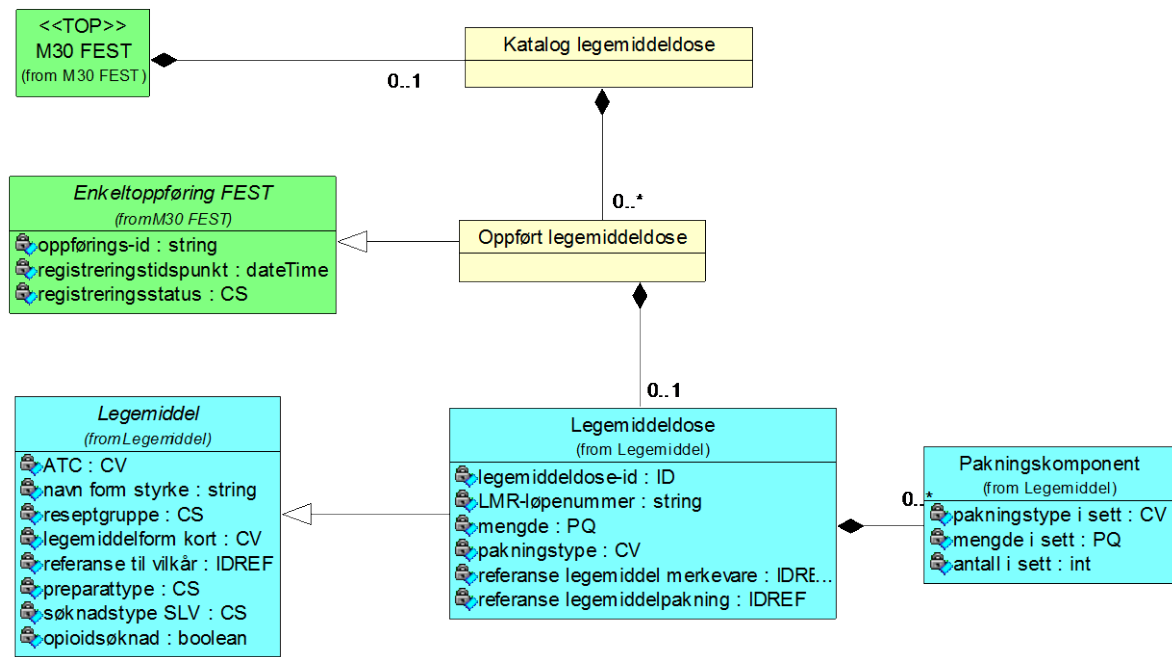 <<TOP>>
M30 FEST
(from M30 FEST)
Katalog legemiddeldose
0..1
0..*
Enkeltoppføring FEST
(fromM30 FEST)
oppførings-id : string
registreringstidspunkt : dateTime
registreringsstatus : CS
Oppført legemiddeldose
0..1
Legemiddel
(fromLegemiddel)
ATC : CV
navn form styrke : string
reseptgruppe : CS
legemiddelform kort : CV
referanse til vilkår : IDREF
preparattype : CS
søknadstype SLV : CS
opioidsøknad : boolean
Legemiddeldose
(from Legemiddel)
legemiddeldose-id : ID
LMR-løpenummer : string
mengde : PQ
pakningstype : CV
referanse legemiddel merkevare : IDRE...
referanse legemiddelpakning : IDREF
0..*
Pakningskomponent
(from Legemiddel)
pakningstype i sett : CV
mengde i sett : PQ
antall i sett : int